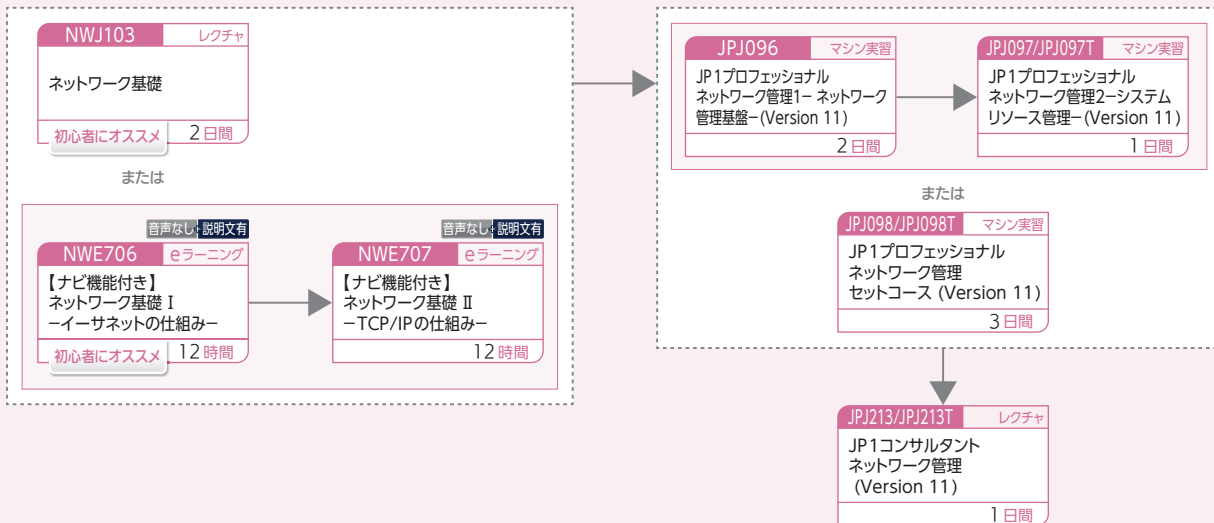 NWJ103 レクチャ
ネットワーク基礎
初心者にオススメ 2日間
または
音声なし 説明文有
NWE706 eラーニング
【ナビ機能付き】
ネットワーク基礎 Ⅰ
−イーサネットの仕組み−
初心者にオススメ 12時間
音声なし 説明文有
NWE707 eラーニング
【ナビ機能付き】
ネットワーク基礎 Ⅱ
−TCP/IPの仕組み−
12時間
JPJ096 マシン実習
JP1プロフェッショナル
ネットワーク管理1− ネットワーク
管理基盤−(Version 11)
2日間
JPJ097/JPJ097T マシン実習
JP1プロフェッショナル
ネットワーク管理2−システム
リソース管理−(Version 11)
1日間
または
JPJ098/JPJ098T マシン実習
JP1プロフェッショナル
ネットワーク管理
セットコース (Version 11)
3日間
JPJ213/JPJ213T レクチャ
JP1コンサルタント
ネットワーク管理
(Version 11)
1日間